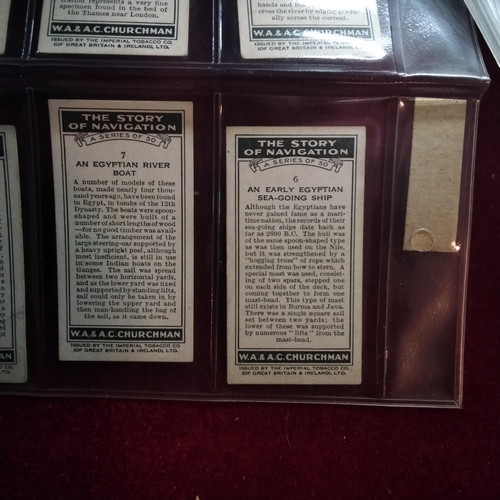 tration represents a very fine
specimen found in the bed of
the Thames near London.
W.A.& A.C. CHURCHMAN
ISSUED BY THE IMPERIAL TOBACCO CO.
(OF GREAT BRITAIN & IRELAND), LTD.
hands and
cross the river by edging gradu-
ally across the current.
W.A.& A.C. CHURCHMAN
ISSUED BY THE IMPERIAL TOBACCO CO.
(OF GREAT BRITAIN & IRELAND), LTD.
THE STORY
OF NAVIGATION
A SERIES OF 50
7
AN EGYPTIAN RIVER
BOAT
A number of models of these
boats, made nearly four thou-
sand years ago, have been found
in Egypt, in tombs of the 12th
Dynasty. The boats were spoon-
shaped and were built of a
number of short lengths of wood
—for no good timber was avail-
able. The arrangement of the
large steering-oar supported by
a heavy upright post, although
most inefficient, is still in use
in some Indian boats on the
Ganges. The sail was spread
between two horizontal yards,
and as the lower yard was fixed
and supported by standing lifts,
sail could only be taken in by
lowering the upper yard and
then man-handling the bag of
the sail, as it came down.
W.A.& A.C. CHURCHMAN
ISSUED BY THE IMPERIAL TOBACCO CO.
(OF GREAT BRITAIN & IRELAND), LTD.
THE STORY
OF NAVIGATION
A SERIES OF 50
6
AN EARLY EGYPTIAN
SEA-GOING SHIP
Although the Egyptians have
never gained fame as a mari-
time nation, the records of their
sea-going ships date back as
far as 2600 B.C. The hull was
of the same spoon-shaped type
as was then used on the Nile,
but it was strengthened by a
"hogging truss" of rope which
extended from bow to stern. A
special mast was used, consist-
ing of two spars, stepped one
on each side of the deck, but
coming together to form one
mast-head. This type of mast
still exists in Burma and Java.
There was a single square sail
set between two yards; the
lower of these was supported
by numerous "lifts" from the
mast-head.
W.A.& A.C. CHURCHMAN
ISSUED BY THE IMPERIAL TOBACCO CO.
(OF GREAT BRITAIN & IRELAND), LTD.